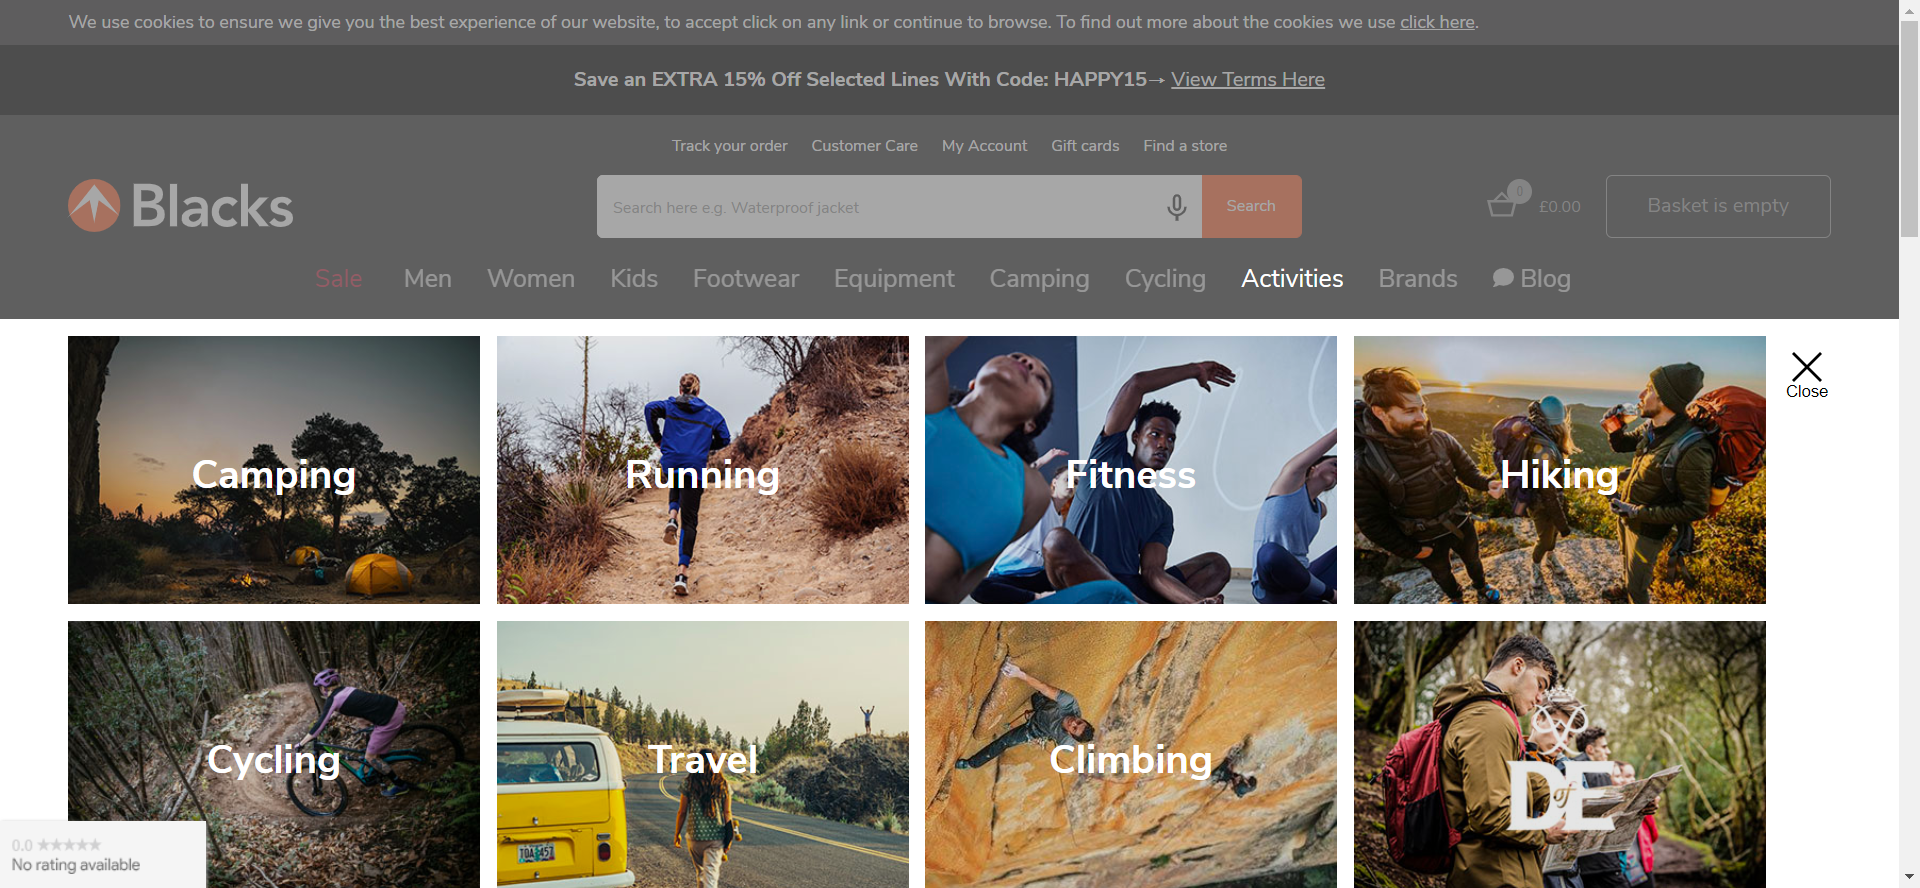 We use cookies to ensure we give you the best experience of our website, to accept click on any link or continue to browse. To find out more about the cookies we use click here.
Save an EXTRA 15% Off Selected Lines With Code: HAPPY15→ View Terms Here
Track your order Customer Care My Account Gift cards Find a store
Blacks
Search here e.g. Waterproof jacket
Search
0
£0.00
Basket is empty
Sale Men Women Kids Footwear Equipment Camping Cycling Activities Brands Blog
Close
Camping Running Fitness Hiking
Cycling Travel Climbing
D of E
TOA 457
0.0 ★★★★★
No rating available